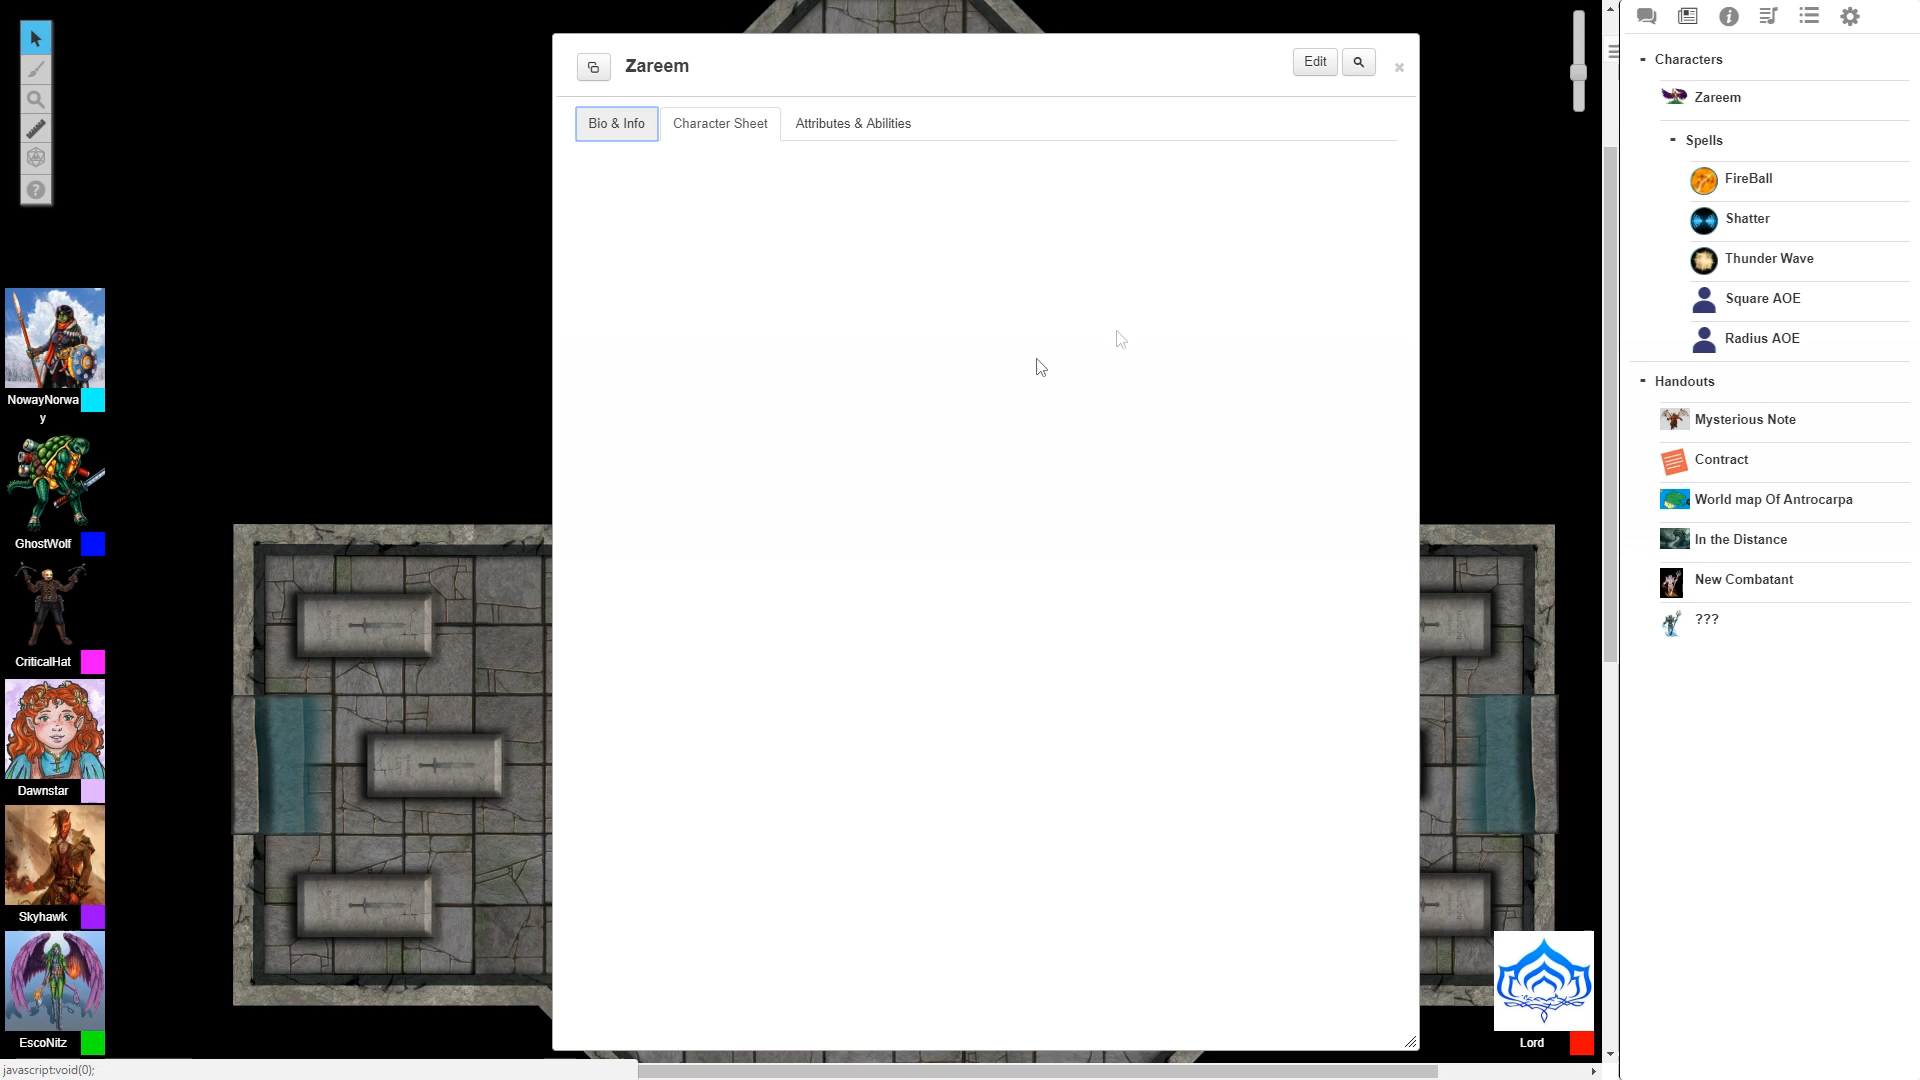 Zareem
Edit
Bio & Info
Character Sheet
Attributes & Abilities
Characters
Zareem
Spells
FireBall
Shatter
Thunder Wave
Square AOE
Radius AOE
Handouts
Mysterious Note
Contract
World map Of Antrocarpa
In the Distance
New Combatant
???
NowayNorwa
y
GhostWolf
CriticalHat
Dawnstar
Skyhawk
EscoNitz
Lord
javascript:void(0);